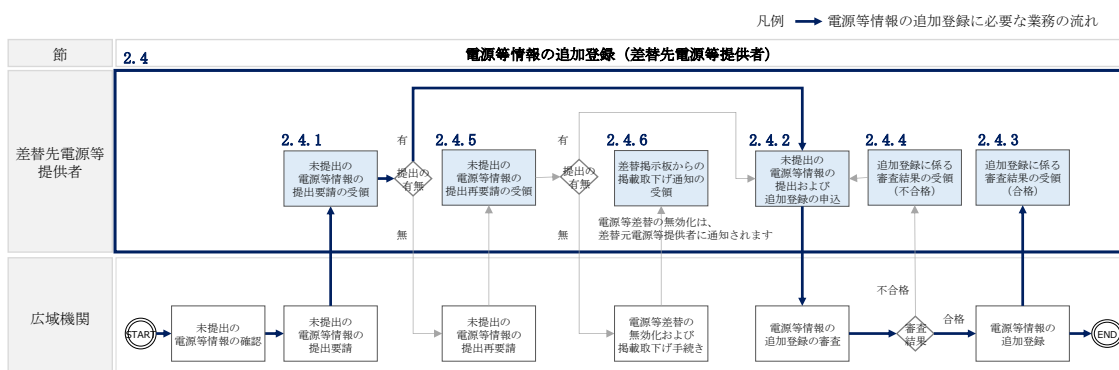 凡例 電源等情報の追加登録に必要な業務の流れ
節
2.4
電源等情報の追加登録（差替先電源等提供者）
差替先電源等
提供者
2.4.1
未提出の
電源等情報の
提出要請の受領
有
提出の
有無
無
2.4.5
未提出の
電源等情報の
提出再要請の受領
有
提出の
有無
無
2.4.6
差替掲示板からの
掲載取下げ通知の
受領
電源等差替の無効化は、
差替元電源等提供者に通知されます
2.4.2
未提出の
電源等情報の
提出および
追加登録の申込
2.4.4
追加登録に係る
審査結果の受領
（不合格）
2.4.3
追加登録に係る
審査結果の受領
（合格）
広域機関
START
未提出の
電源等情報の確認
未提出の
電源等情報の
提出要請
未提出の
電源等情報の
提出再要請
電源等差替の
無効化および
掲載取下げ手続き
電源等情報の
追加登録の審査
不合格
審査
結果
合格
電源等情報の
追加登録
END